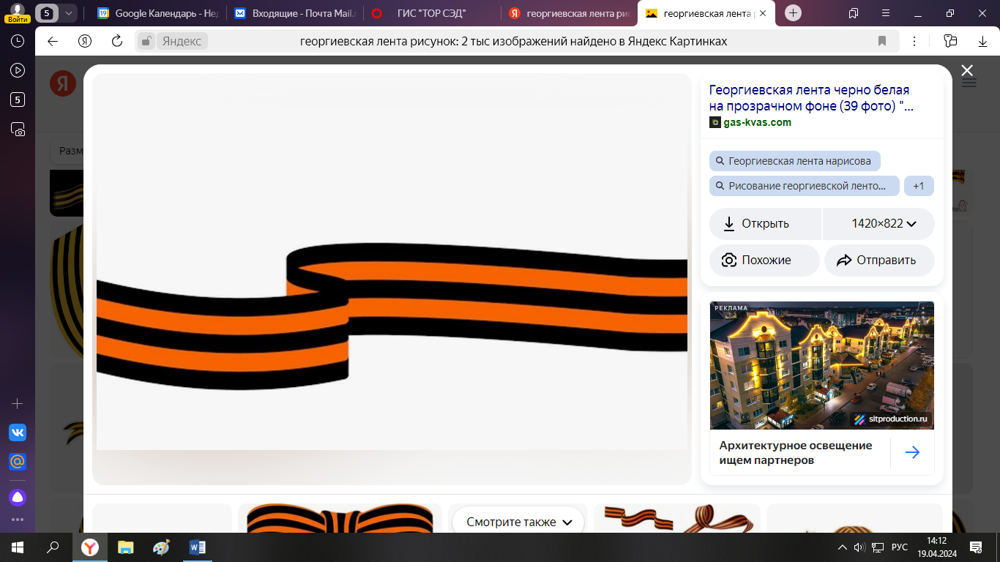 5
Google Календарь - Не
Входящие - Почта Mail.
ГИС "ТОР СЭД"
георгиевская лента рис
георгиевская лента р
Войти
Яндекс
георгиевская лента рисунок: 2 тыс изображений найдено в Яндекс Картинках
5
Я
Разм
Георгиевская лента черно белая
на прозрачном фоне (39 фото) "...
gas-kvas.com
Георгиевская лента нарисова
Рисование георгиевской ленто...
+1
Открыть
1420×822
Похожие
Отправить
РЕКЛАМА
sitproduction.ru
Архитектурное освещение
ищем партнеров
Смотрите также
РУС
14:12
19.04.2024